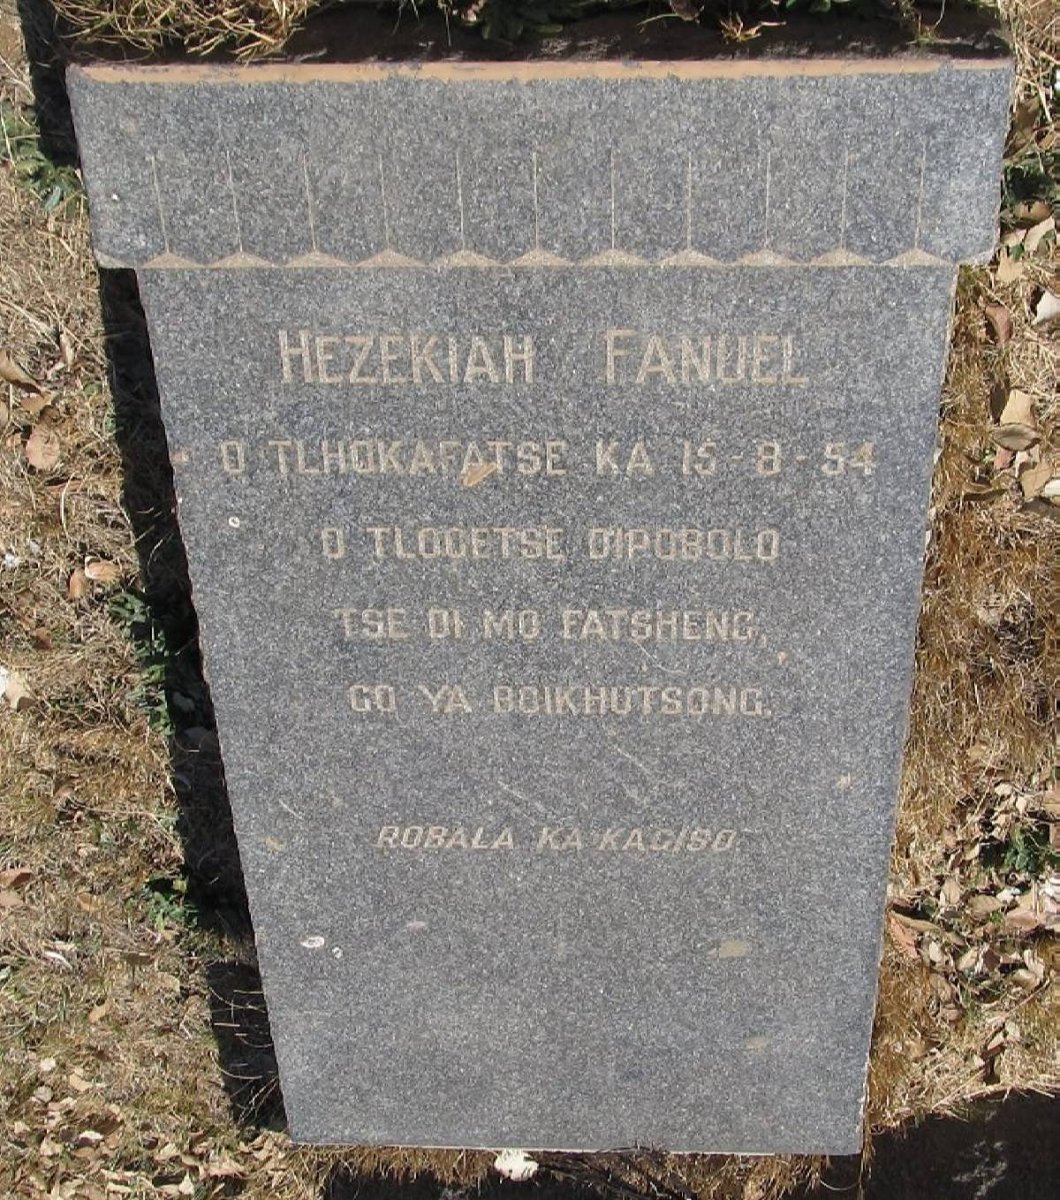 HEZEKIAH FANUEL
O TLHOKAFATSE KA 15-8-54
O TLOGETSE DIPOBOLO
TSE DI MO FATSHENG,
GO YA BOIKHUTSONG.
ROBALA KA KAGISO